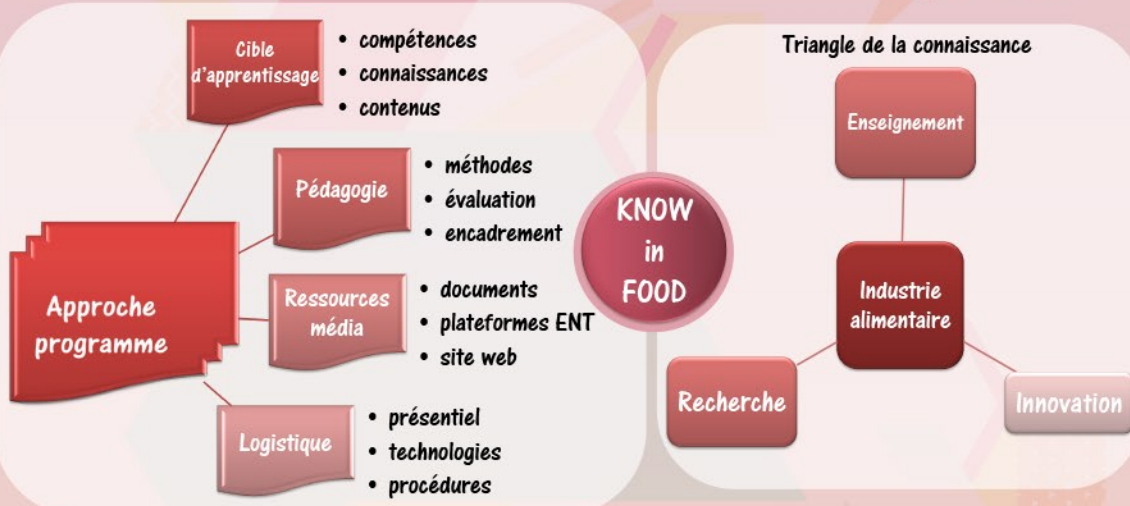 Cible
d'apprentissage
• compétences
• connaissances
• contenus
Pédagogie
• méthodes
• évaluation
• encadrement
Approche
programme
Ressources
média
• documents
• plateformes ENT
• site web
Logistique
• présentiel
• technologies
• procédures
KNOW
in
FOOD
Triangle de la connaissance
Enseignement
Industrie
alimentaire
Recherche
Innovation